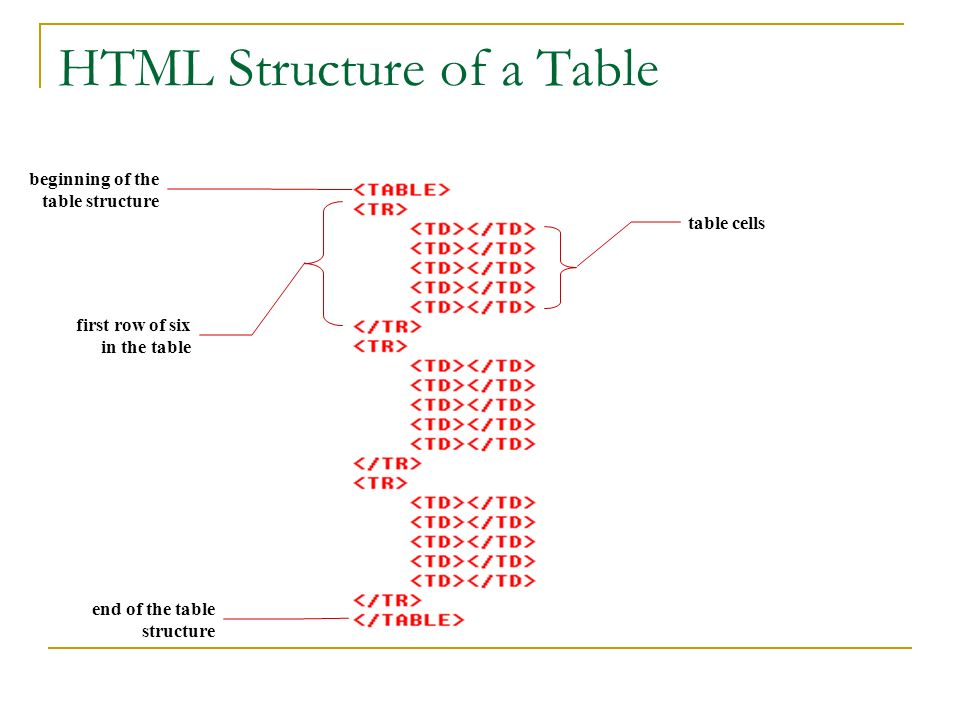 HTML Structure of a Table
beginning of the
table structure
<TABLE>
<TR>
<TD></TD>
<TD></TD>
<TD></TD>
<TD></TD>
<TD></TD>
table cells
first row of six
in the table
</TR>
<TR>
<TD></TD>
<TD></TD>
<TD></TD>
<TD></TD>
<TD></TD>
</TR>
<TR>
<TD></TD>
<TD></TD>
<TD></TD>
<TD></TD>
<TD></TD>
</TR>
end of the table
structure
</TABLE>